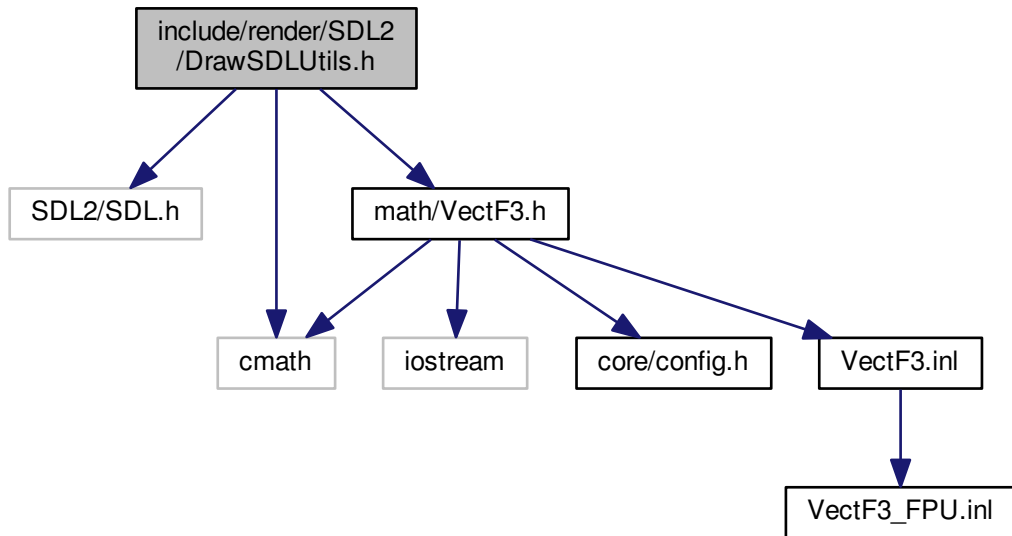 include/render/SDL2
/DrawSDLUtils.h
SDL2/SDL.h
math/VectF3.h
cmath
iostream
core/config.h
VectF3.inl
VectF3_FPU.inl